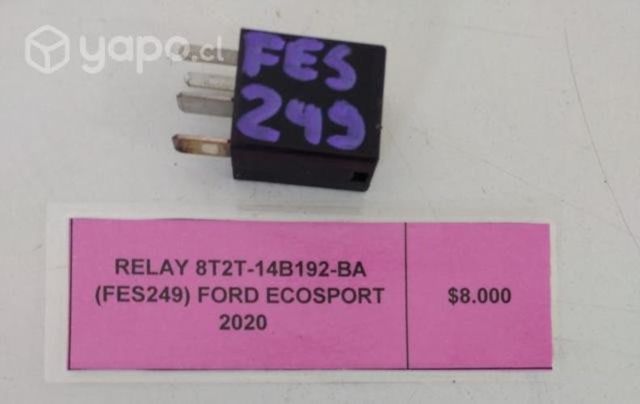 yapo.cl
FES
249
RELAY 8T2T-14B192-BA
(FES249) FORD ECOSPORT
2020
$8.000